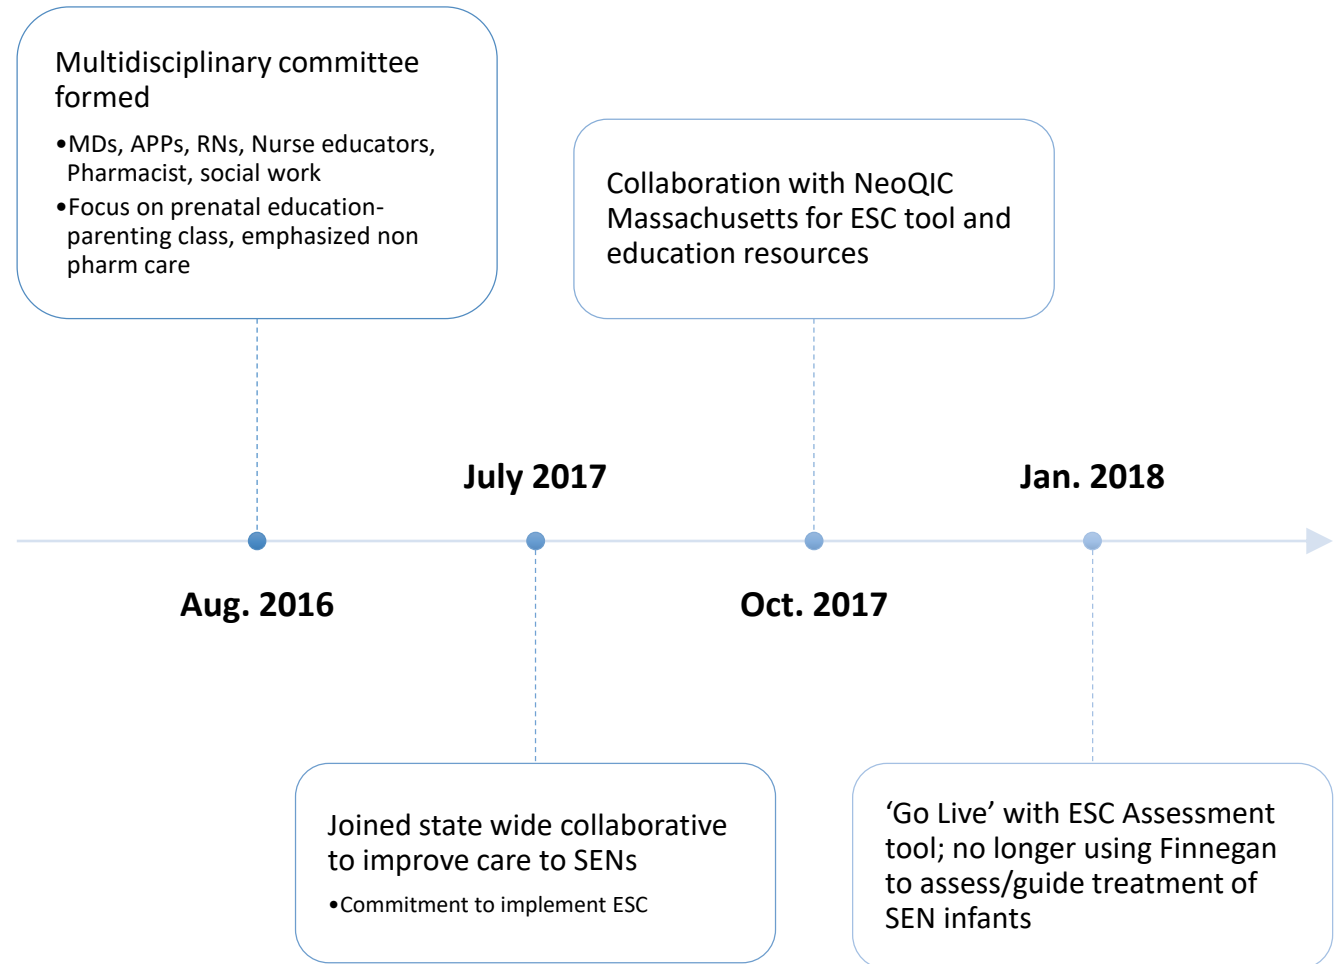 Multidisciplinary committee
formed
•MDs, APPs, RNs, Nurse educators,
Pharmacist, social work
•Focus on prenatal education-
parenting class, emphasized non
pharm care
Aug. 2016
July 2017
Joined state wide collaborative
to improve care to SENs
•Commitment to implement ESC
Collaboration with NeoQIC
Massachusetts for ESC tool and
education resources
Oct. 2017
Jan. 2018
‘Go Live’ with ESC Assessment
tool; no longer using Finnegan
to assess/guide treatment of
SEN infants